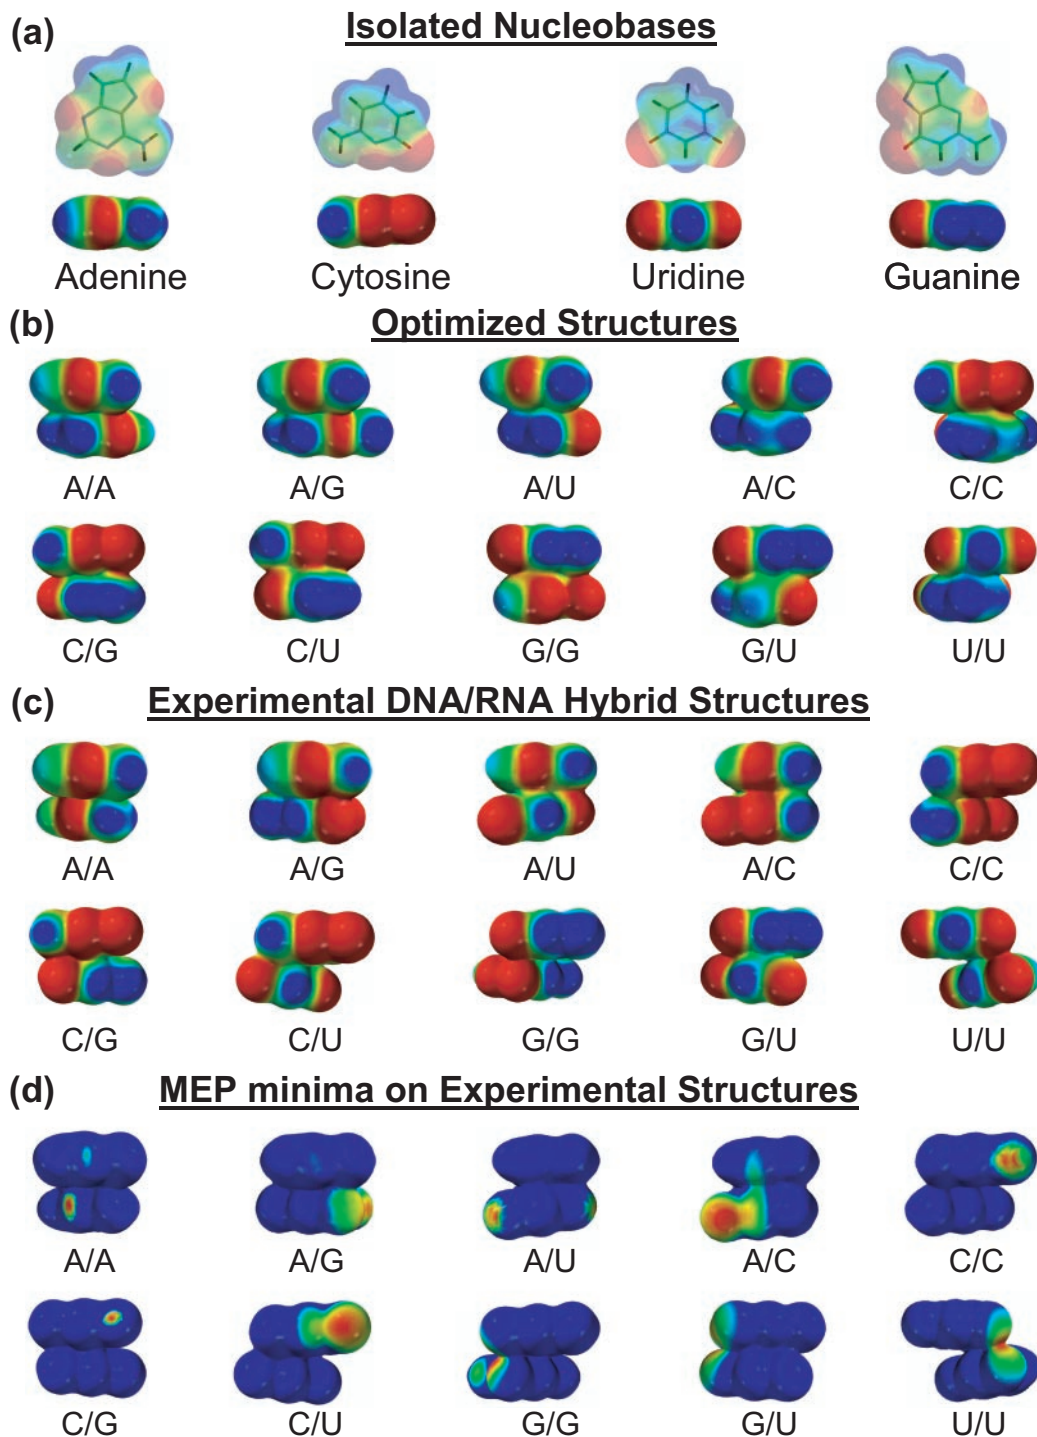 (a) Isolated Nucleobases
Adenine Cytosine Uridine Guanine
(b) Optimized Structures
A/A A/G A/U A/C C/C
C/G C/U G/G G/U U/U
(c) Experimental DNA/RNA Hybrid Structures
A/A A/G A/U A/C C/C
C/G C/U G/G G/U U/U
(d) MEP minima on Experimental Structures
A/A A/G A/U A/C C/C
C/G C/U G/G G/U U/U